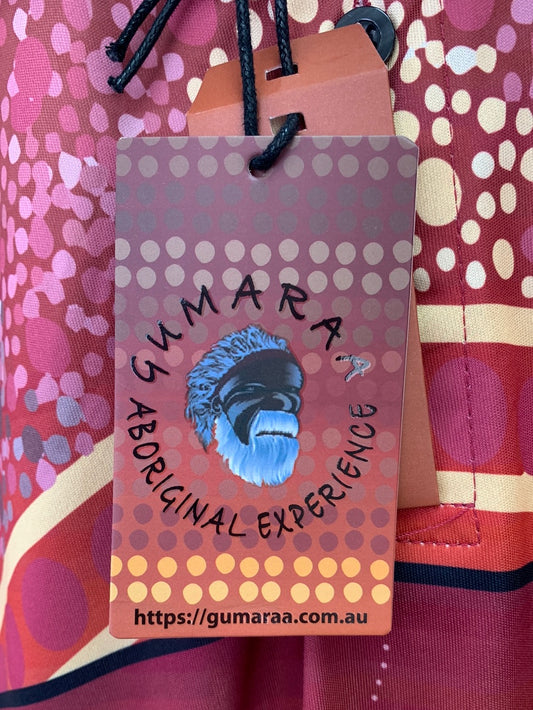 GUMARAA
ABORIGINAL EXPERIENCE
https://gumaraa.com.au